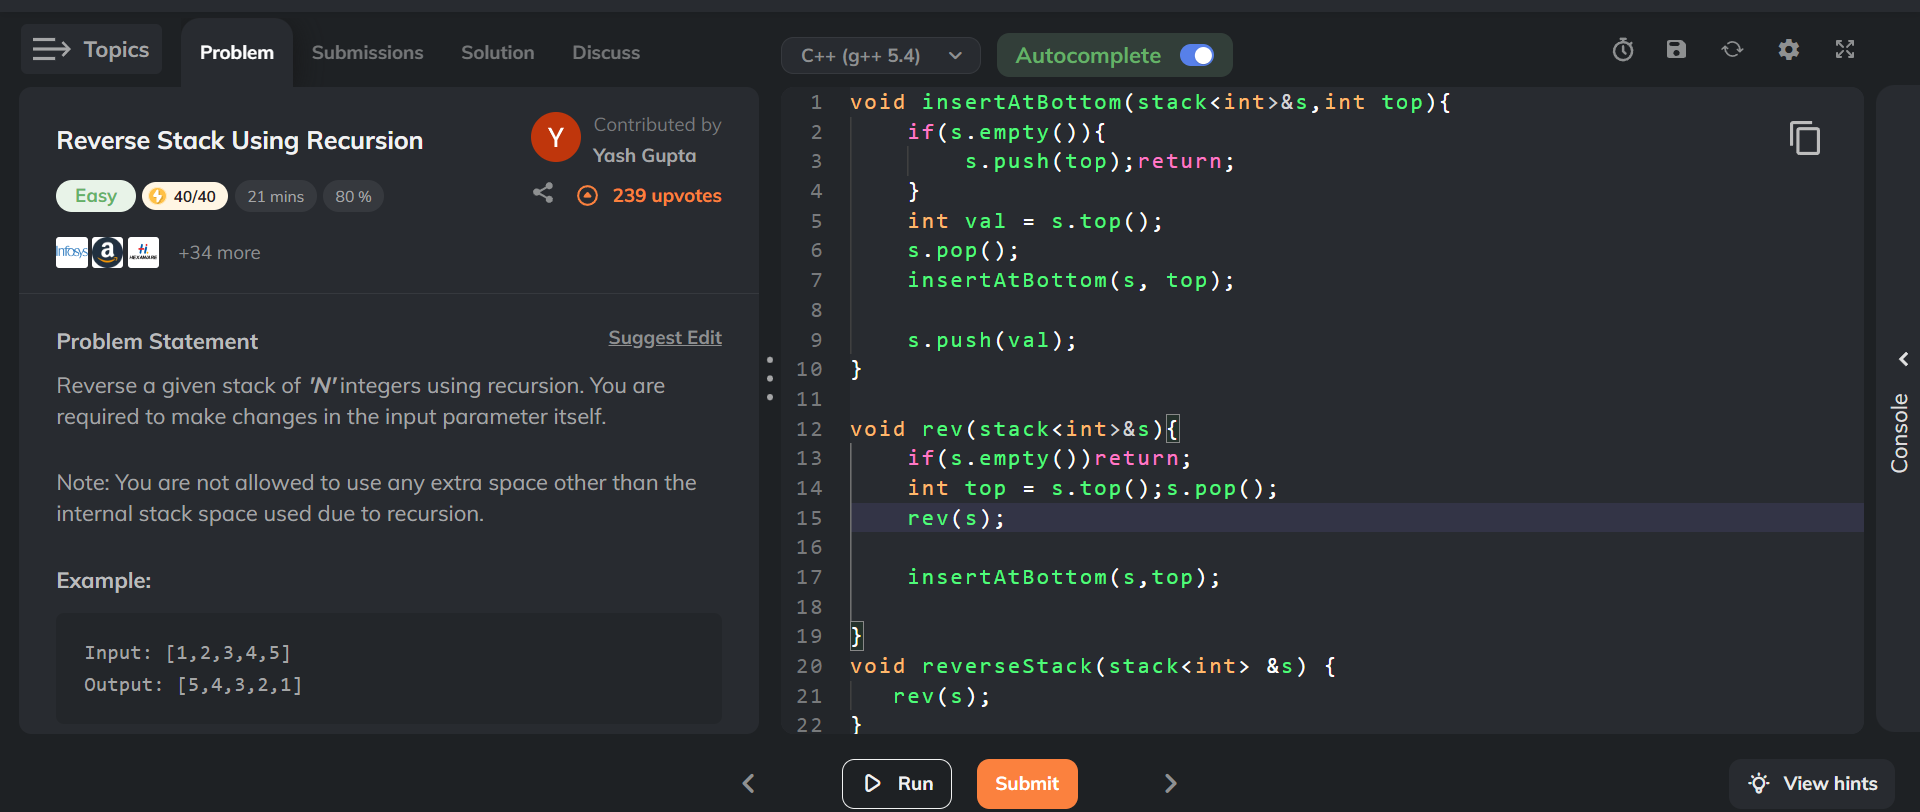 Topics
Problem
Submissions
Solution
Discuss
C++ (g++ 5.4)
Autocomplete
Reverse Stack Using Recursion
Y
Contributed by
Yash Gupta
Easy
40/40
21 mins
80 %
239 upvotes
Infosys
a
Hi
HEXAWARE
+34 more
Problem Statement
Suggest Edit
Reverse a given stack of 'N' integers using recursion. You are
required to make changes in the input parameter itself.
Note: You are not allowed to use any extra space other than the
internal stack space used due to recursion.
Example:
Input: [1,2,3,4,5]
Output: [5,4,3,2,1]
1 void insertAtBottom(stack<int>&s,int top){
2     if(s.empty()){
3         s.push(top);return;
4     }
5     int val = s.top();
6     s.pop();
7     insertAtBottom(s, top);
8
9     s.push(val);
10 }
11
12 void rev(stack<int>&s){
13     if(s.empty())return;
14     int top = s.top();s.pop();
15     rev(s);
16
17     insertAtBottom(s,top);
18
19 }
20 void reverseStack(stack<int> &s) {
21    rev(s);
22 }
Console
Run
Submit
View hints